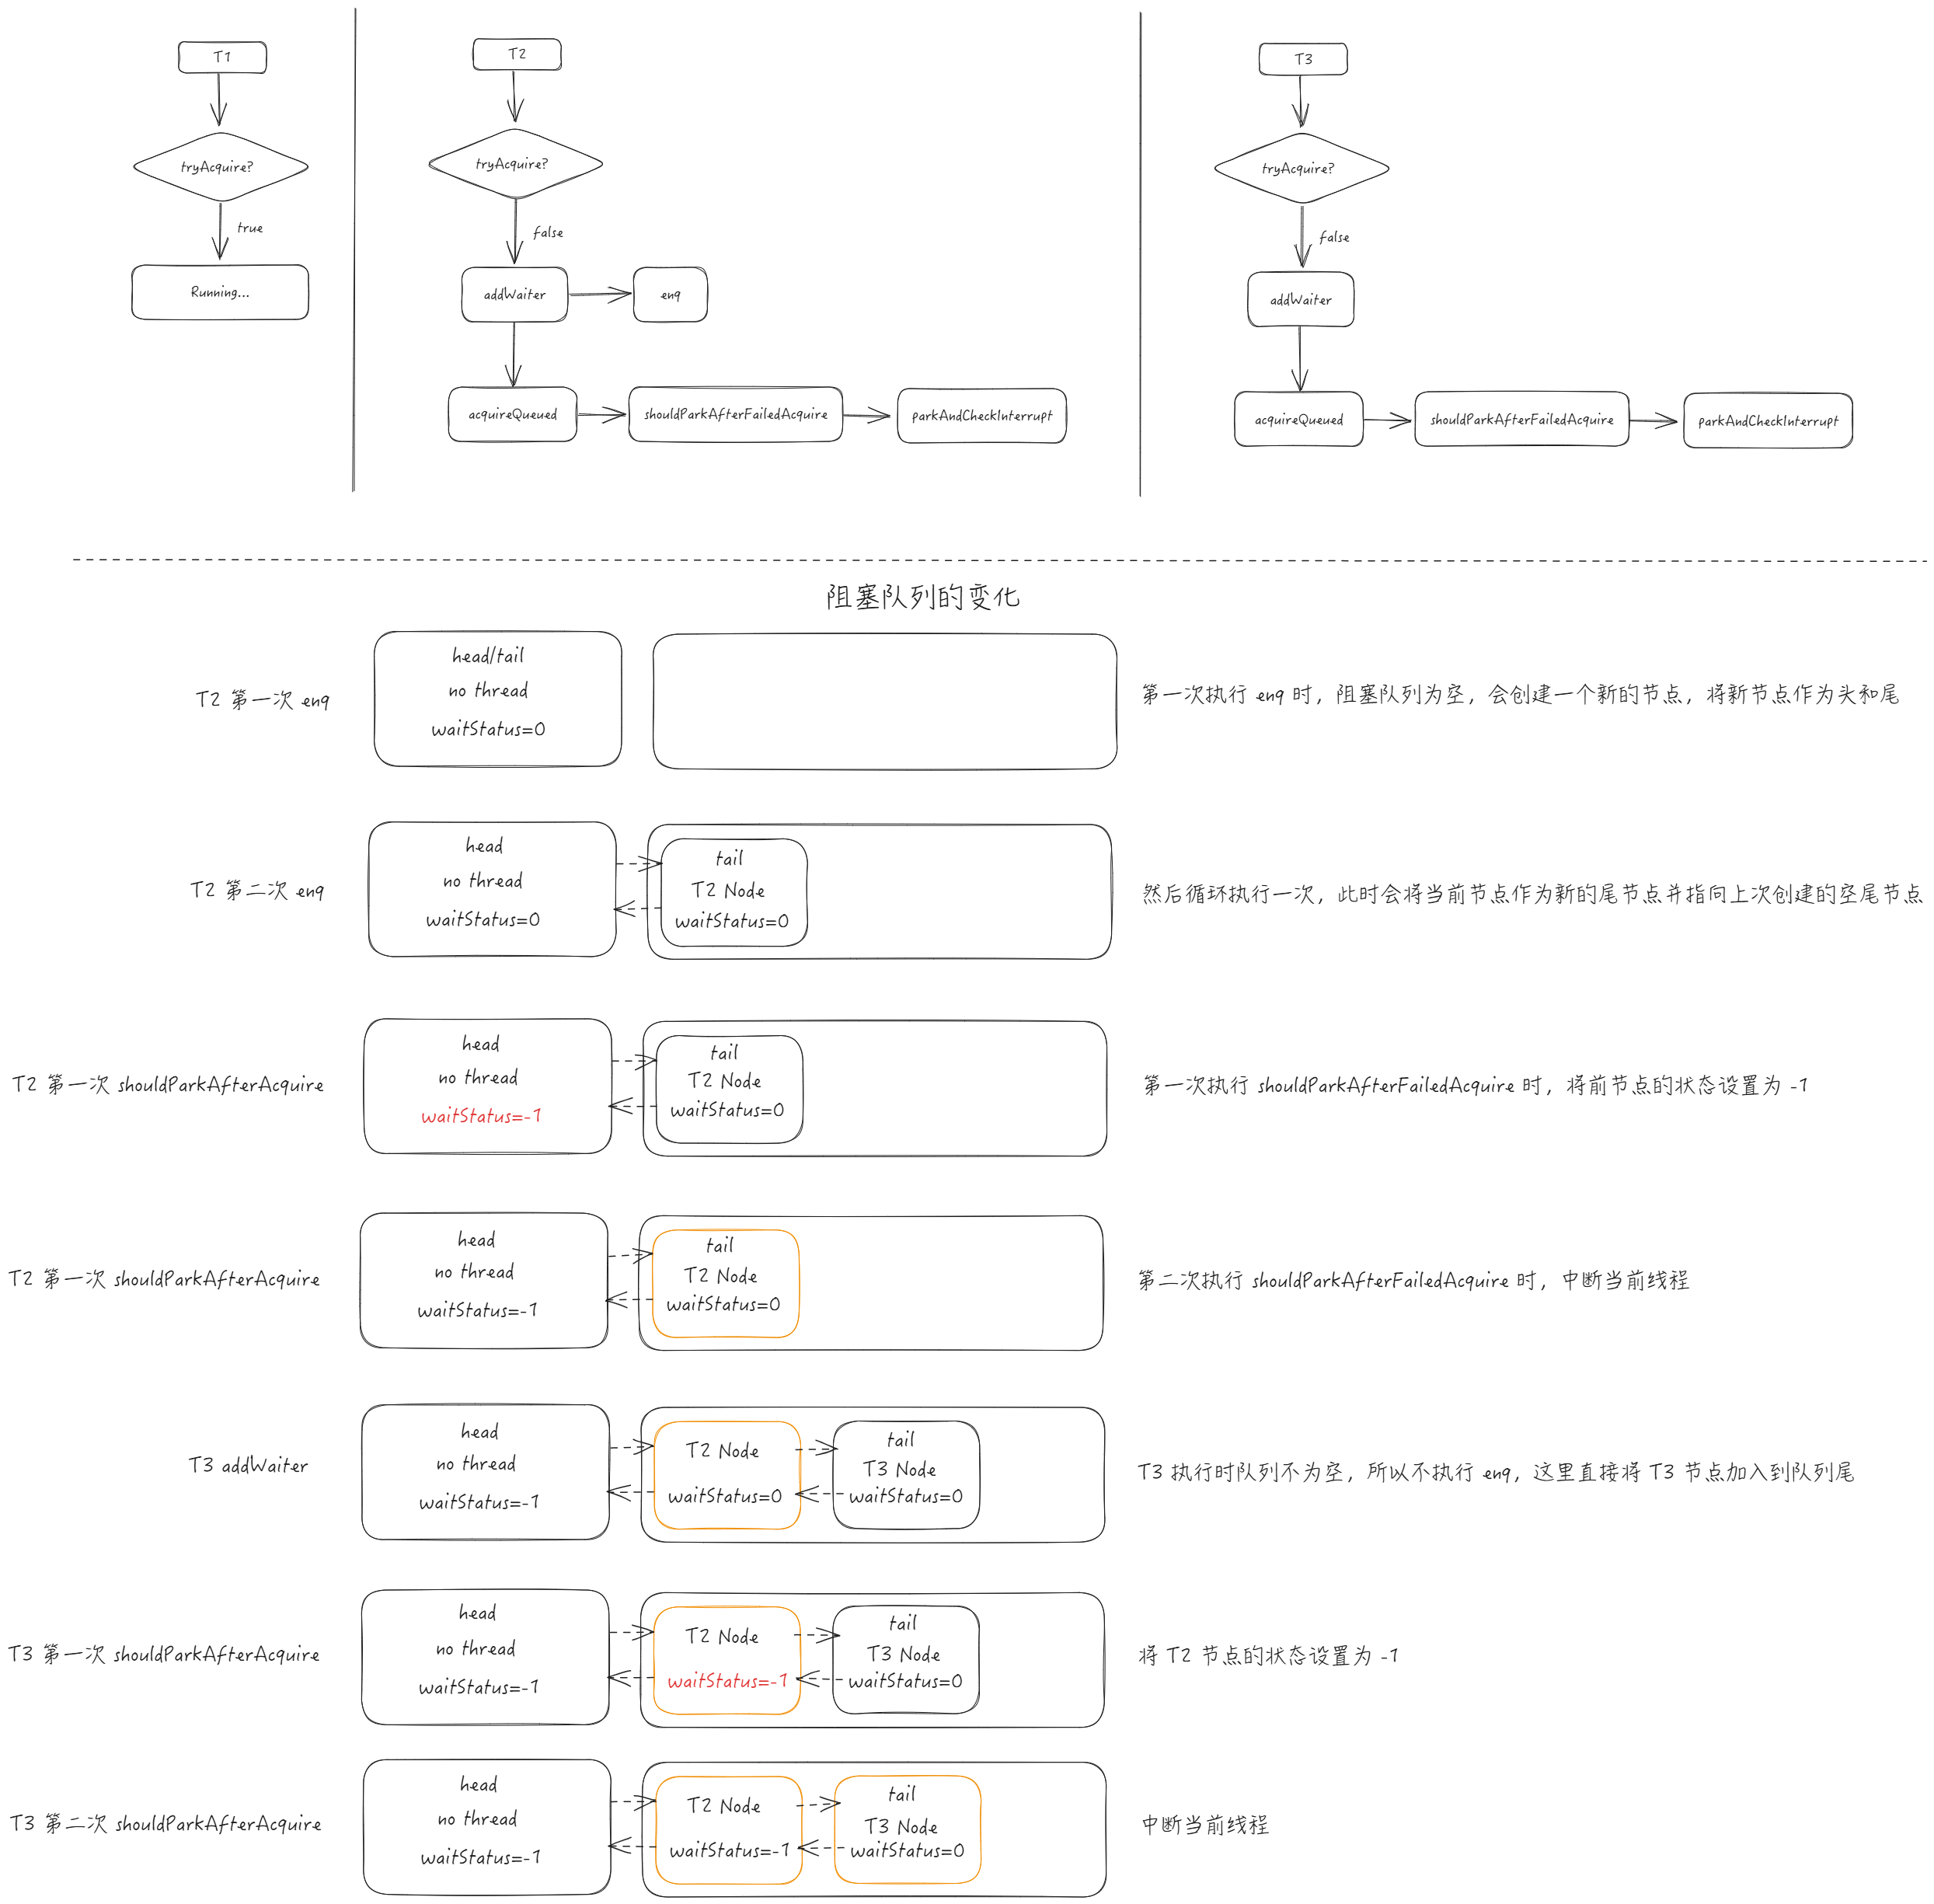 T1
tryAcquire?
true
Running...
T2
tryAcquire?
false
addWaiter
enq
acquireQueued
shouldParkAfterFailedAcquire
parkAndCheckInterrupt
T3
tryAcquire?
false
addWaiter
acquireQueued
shouldParkAfterFailedAcquire
parkAndCheckInterrupt
阻塞队列的变化
T2 第一次 enq
head/tail
no thread
waitStatus=0
第一次执行 enq 时，阻塞队列为空，会创建一个新的节点，将新节点作为头和尾
T2 第二次 enq
head
no thread
waitStatus=0
tail
T2 Node
waitStatus=0
然后循环执行一次，此时会将当前节点作为新的尾节点并指向上次创建的空尾节点
T2 第一次 shouldParkAfterAcquire
head
no thread
waitStatus=-1
tail
T2 Node
waitStatus=0
第一次执行 shouldParkAfterFailedAcquire 时，将前节点的状态设置为 -1
T2 第一次 shouldParkAfterAcquire
head
no thread
waitStatus=-1
tail
T2 Node
waitStatus=0
第二次执行 shouldParkAfterFailedAcquire 时，中断当前线程
T3 addWaiter
head
no thread
waitStatus=-1
T2 Node
waitStatus=0
tail
T3 Node
waitStatus=0
T3 执行时队列不为空，所以不执行 enq，这里直接将 T3 节点加入到队列尾
T3 第一次 shouldParkAfterAcquire
head
no thread
waitStatus=-1
T2 Node
waitStatus=-1
tail
T3 Node
waitStatus=0
将 T2 节点的状态设置为 -1
T3 第二次 shouldParkAfterAcquire
head
no thread
waitStatus=-1
T2 Node
waitStatus=-1
tail
T3 Node
waitStatus=0
中断当前线程